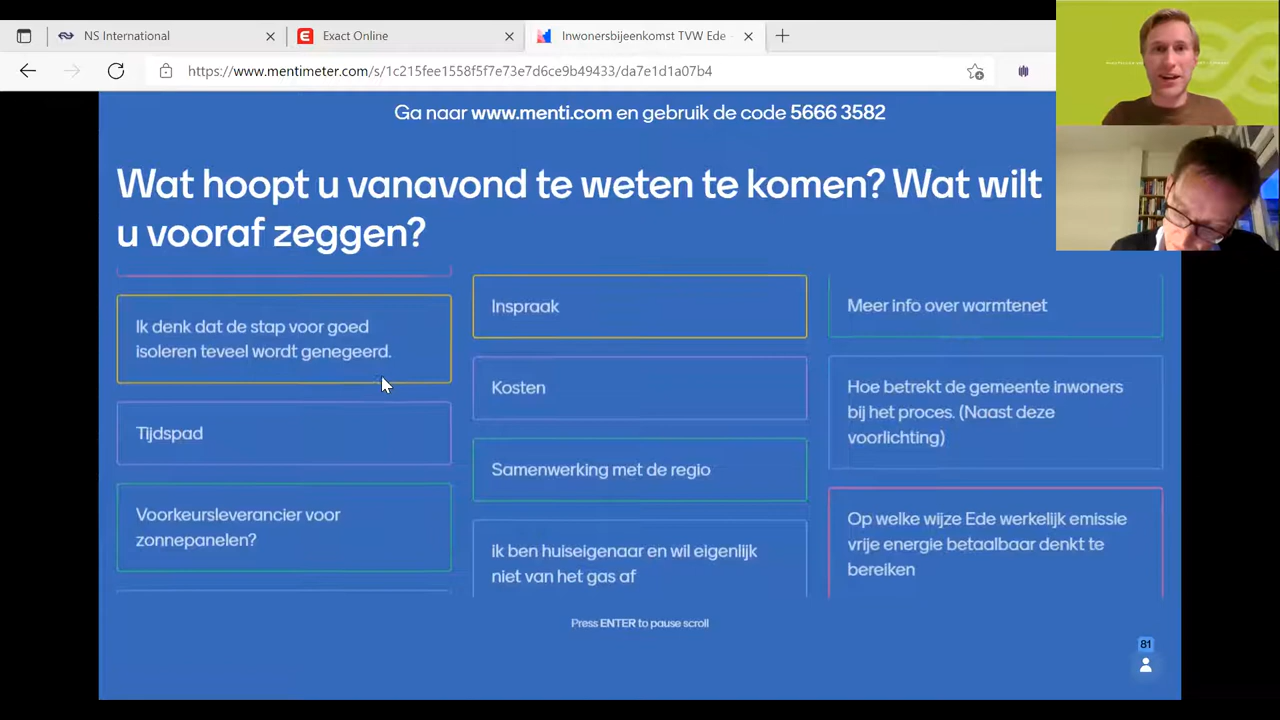 NS International
Exact Online
Inwonersbijeenkomst TVW Ede -
https://www.mentimeter.com/s/1c215fee1558f5f7e73e7d6ce9b49433/da7e1d1a07b4
Ga naar www.menti.com en gebruik de code 5666 3582
Wat hoopt u vanavond te weten te komen? Wat wilt
u vooraf zeggen?
Ik denk dat de stap voor goed
isoleren teveel wordt genegeerd.
Tijdspad
Voorkeursleverancier voor
zonnepanelen?
Inspraak
Kosten
Samenwerking met de regio
ik ben huiseigenaar en wil eigenlijk
niet van het gas af
Meer info over warmtenet
Hoe betrekt de gemeente inwoners
bij het proces. (Naast deze
voorlichting)
Op welke wijze Ede werkelijk emissie
vrije energie betaalbaar denkt te
bereiken
Press ENTER to pause scroll
81